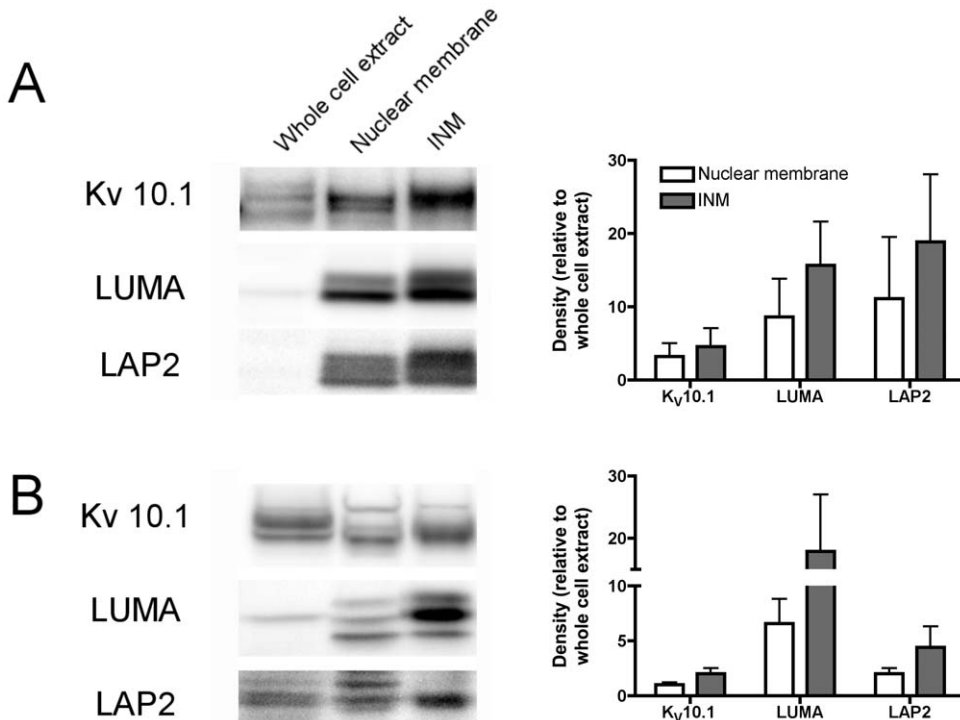 A
Whole cell extract
Nuclear membrane
INM
Kv 10.1
LUMA
LAP2
Density (relative to
whole cell extract)
30
20
10
0
Nuclear membrane
INM
Kv10.1
LUMA
LAP2
B
Kv 10.1
LUMA
LAP2
Density (relative to
whole cell extract)
30
20
10
5
0
Kv10.1
LUMA
LAP2